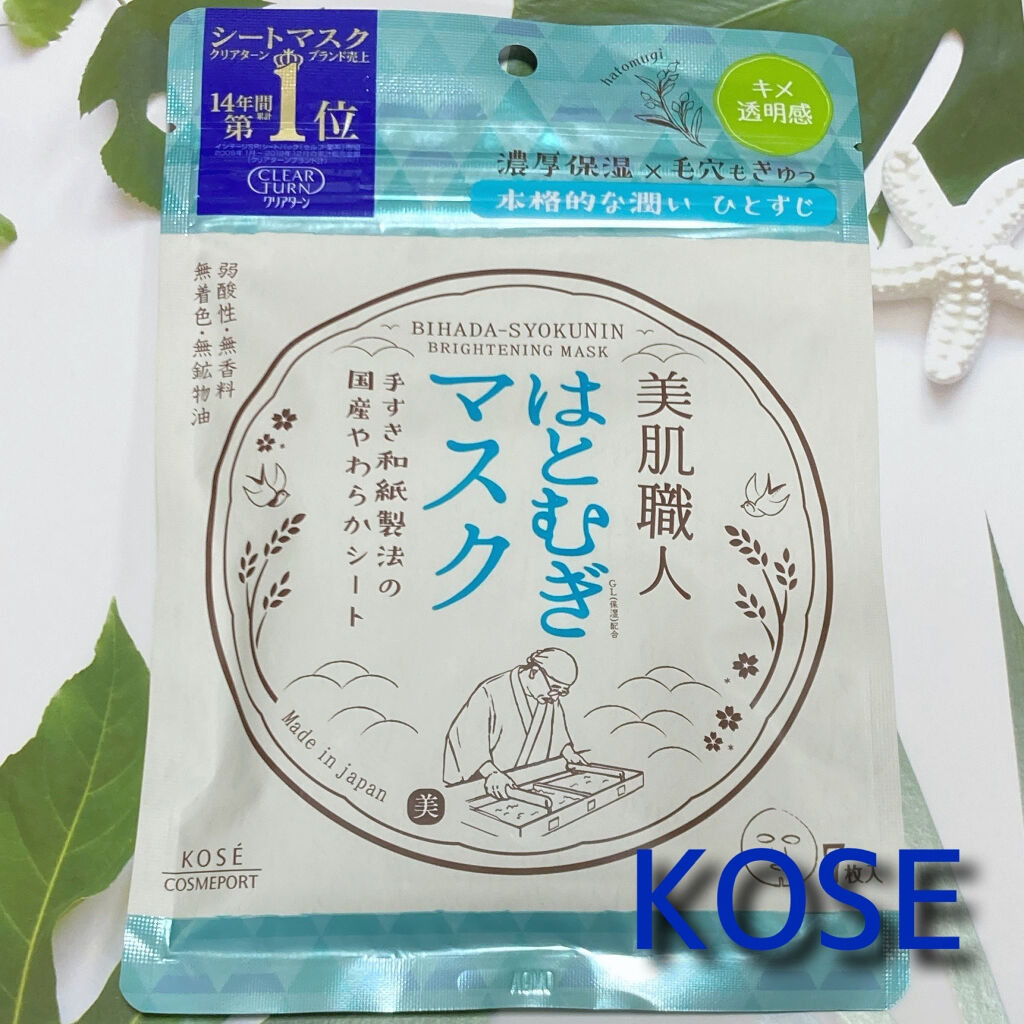 シートマスク
クリアターン ブランド売上
14年間
累計
第1位
CLEAR
TURN
クリアターン
hatomugi
キメ
透明感
濃厚保湿×毛穴もきゅっ
本格的な潤い ひとすじ
弱酸性・無香料
無着色・無鉱物油
BIHADA-SYOKUNIN
BRIGHTENING MASK
美肌職人
はとむぎ
マスク
GL(保湿)配合
手すき和紙製法の
国産やわらかシート
Made in japan
美
KOSÉ
COSMEPORT
枚入
KOSE